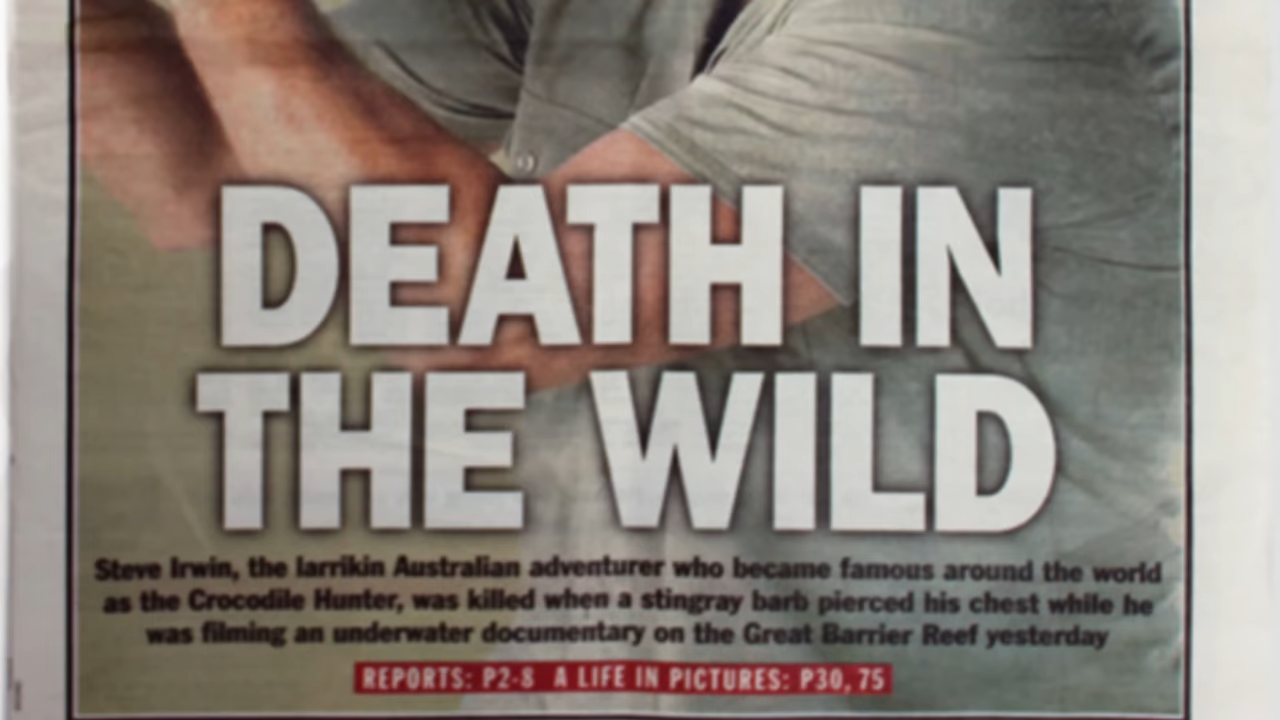 DEATH IN
THE WILD
Steve Irwin, the larrikin Australian adventurer who became famous around the world
as the Crocodile Hunter, was killed when a stingray barb pierced his chest while he
was filming an underwater documentary on the Great Barrier Reef yesterday
REPORTS: P2-8 A LIFE IN PICTURES: P30, 75